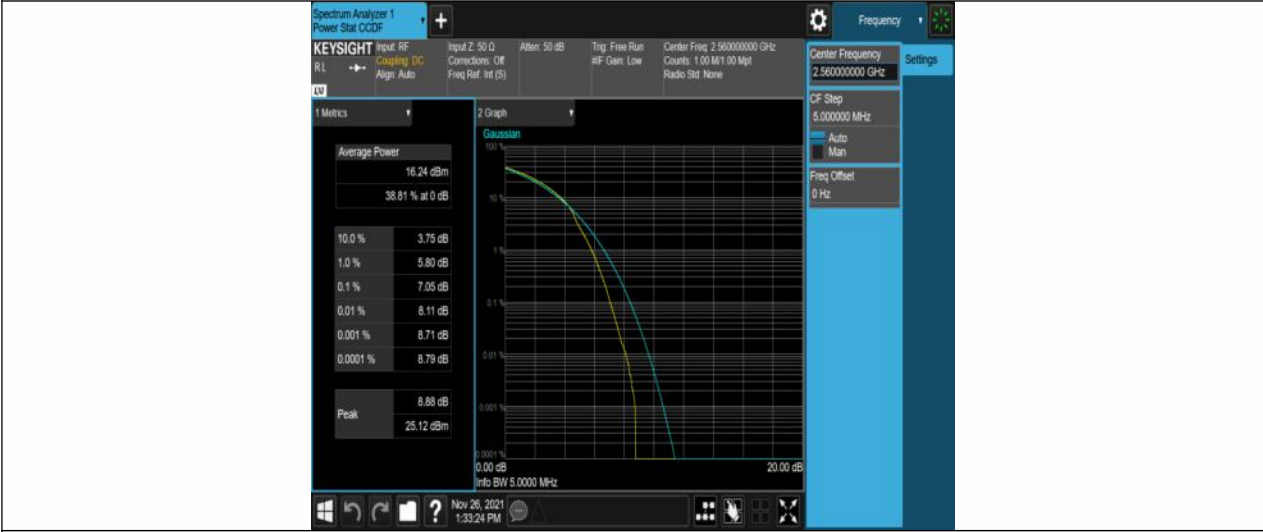 Spectrum Analyzer 1
Power Stat CCDF
+
Frequency
KEYSIGHT
RL
LXI
Input: RF
Coupling: DC
Align: Auto
Input Z: 50 Ω
Corrections: Off
Freq Ref: Int (S)
Atten: 50 dB
Trig: Free Run
#IF Gain: Low
Center Freq: 2.560000000 GHz
Counts: 1.00 M/1.00 Mpt
Radio Std: None
Center Frequency
2.560000000 GHz
Settings
CF Step
5.000000 MHz
Auto
Man
Freq Offset
0 Hz
1 Metrics
Average Power
16.24 dBm
38.81 % at 0 dB
10.0 % 3.75 dB
1.0 % 5.80 dB
0.1 % 7.05 dB
0.01 % 8.11 dB
0.001 % 8.71 dB
0.0001 % 8.79 dB
Peak
8.88 dB
25.12 dBm
2 Graph
Gaussian
100 %
10 %
1 %
0.1 %
0.01 %
0.001 %
0.0001 %
0.00 dB 20.00 dB
Info BW 5.0000 MHz
?
Nov 26, 2021
1:33:24 PM